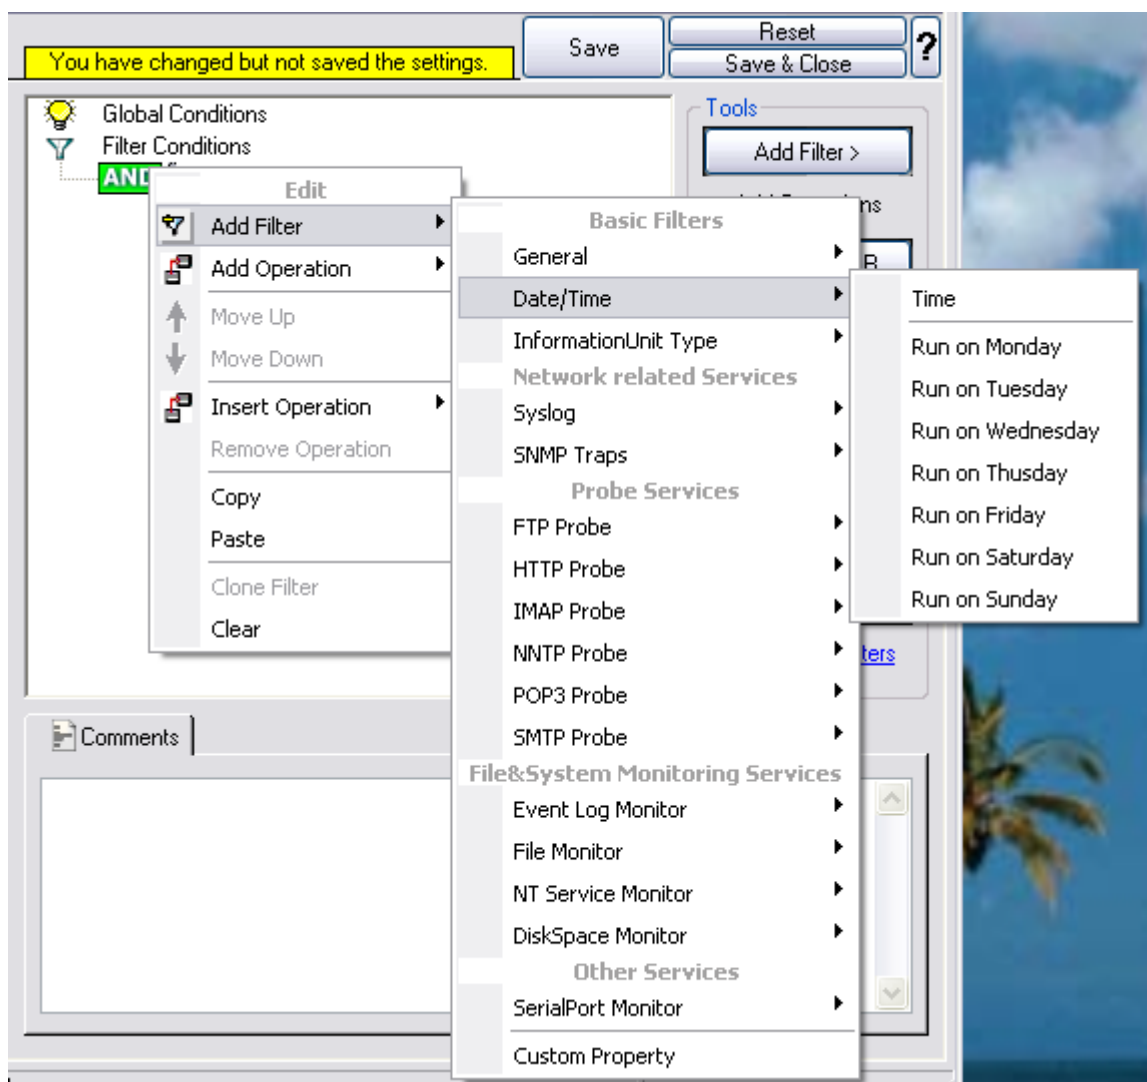 You have changed but not saved the settings.
Save
Reset
Save & Close
?
Global Conditions
Filter Conditions
AND
Tools
Add Filter >
Edit
Add Filter
Add Operation
Move Up
Move Down
Insert Operation
Remove Operation
Copy
Paste
Clone Filter
Clear
Basic Filters
General
Date/Time
InformationUnit Type
Network related Services
Syslog
SNMP Traps
Probe Services
FTP Probe
HTTP Probe
IMAP Probe
NNTP Probe
POP3 Probe
SMTP Probe
File&System Monitoring Services
Event Log Monitor
File Monitor
NT Service Monitor
DiskSpace Monitor
Other Services
SerialPort Monitor
Custom Property
Time
Run on Monday
Run on Tuesday
Run on Wednesday
Run on Thusday
Run on Friday
Run on Saturday
Run on Sunday
Comments